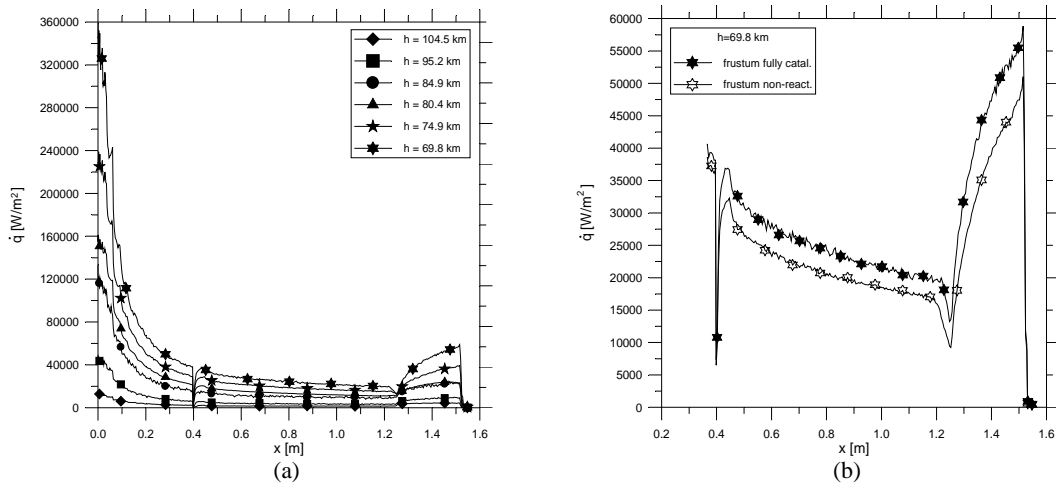 360000
320000
280000
240000
200000
160000
120000
80000
40000
0
q̇ [W/m²]
0.0 0.2 0.4 0.6 0.8 1.0 1.2 1.4 1.6
x [m]
h = 104.5 km
h = 95.2 km
h = 84.9 km
h = 80.4 km
h = 74.9 km
h = 69.8 km
(a)
60000
55000
50000
45000
40000
35000
30000
25000
20000
15000
10000
5000
0
q̇ [W/m²]
0.2 0.4 0.6 0.8 1.0 1.2 1.4 1.6
x [m]
h=69.8 km
frustum fully catal.
frustum non-react.
(b)